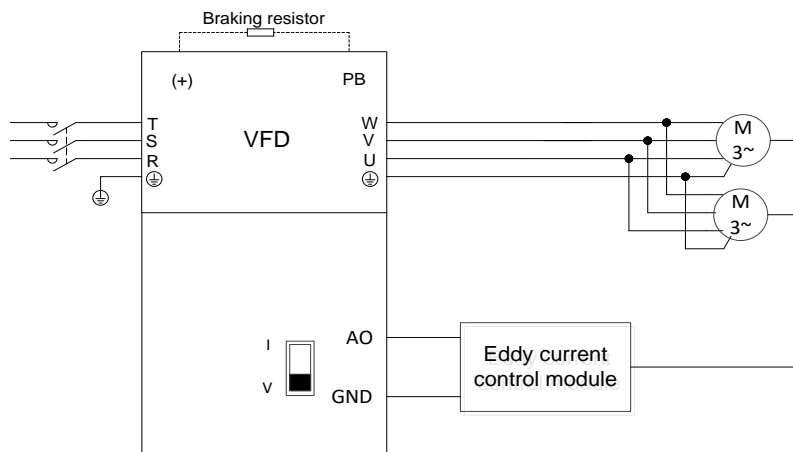 Braking resistor
(+)
PB
T
S
R
VFD
W
V
U
M
3~
M
3~
I
V
AO
GND
Eddy current
control module